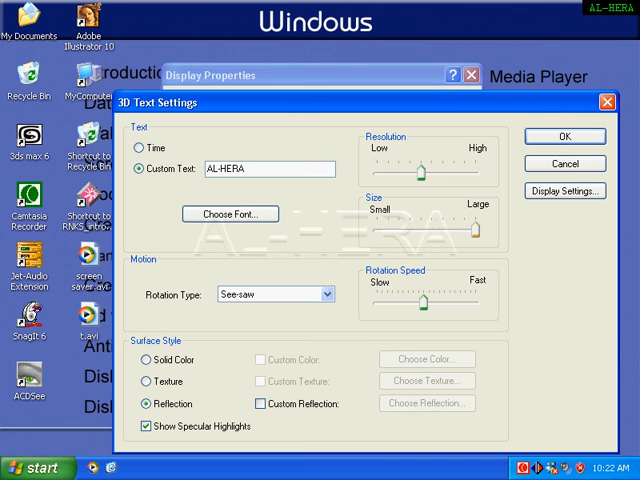 Windows
AL-HERA
My Documents
Adobe
Illustrator 10
Recycle Bin
MyComputer
3ds max 6
Shortcut to
Recycle Bin
Camtasia
Recorder
Shortcut to
Jet-Audio
Extension
screen
saver.avi
SnagIt 6
t.avi
ACDSee
Media Player
Display Properties
3D Text Settings
Text
Time
Custom Text:
AL-HERA
Choose Font...
Resolution
Low
High
Size
Small
Large
OK
Cancel
Display Settings...
AL-HERA
Motion
Rotation Type:
See-saw
Rotation Speed
Slow
Fast
Surface Style
Solid Color
Custom Color:
Choose Color...
Texture
Custom Texture:
Choose Texture...
Reflection
Custom Reflection:
Choose Reflection...
Show Specular Highlights
start
10:22 AM